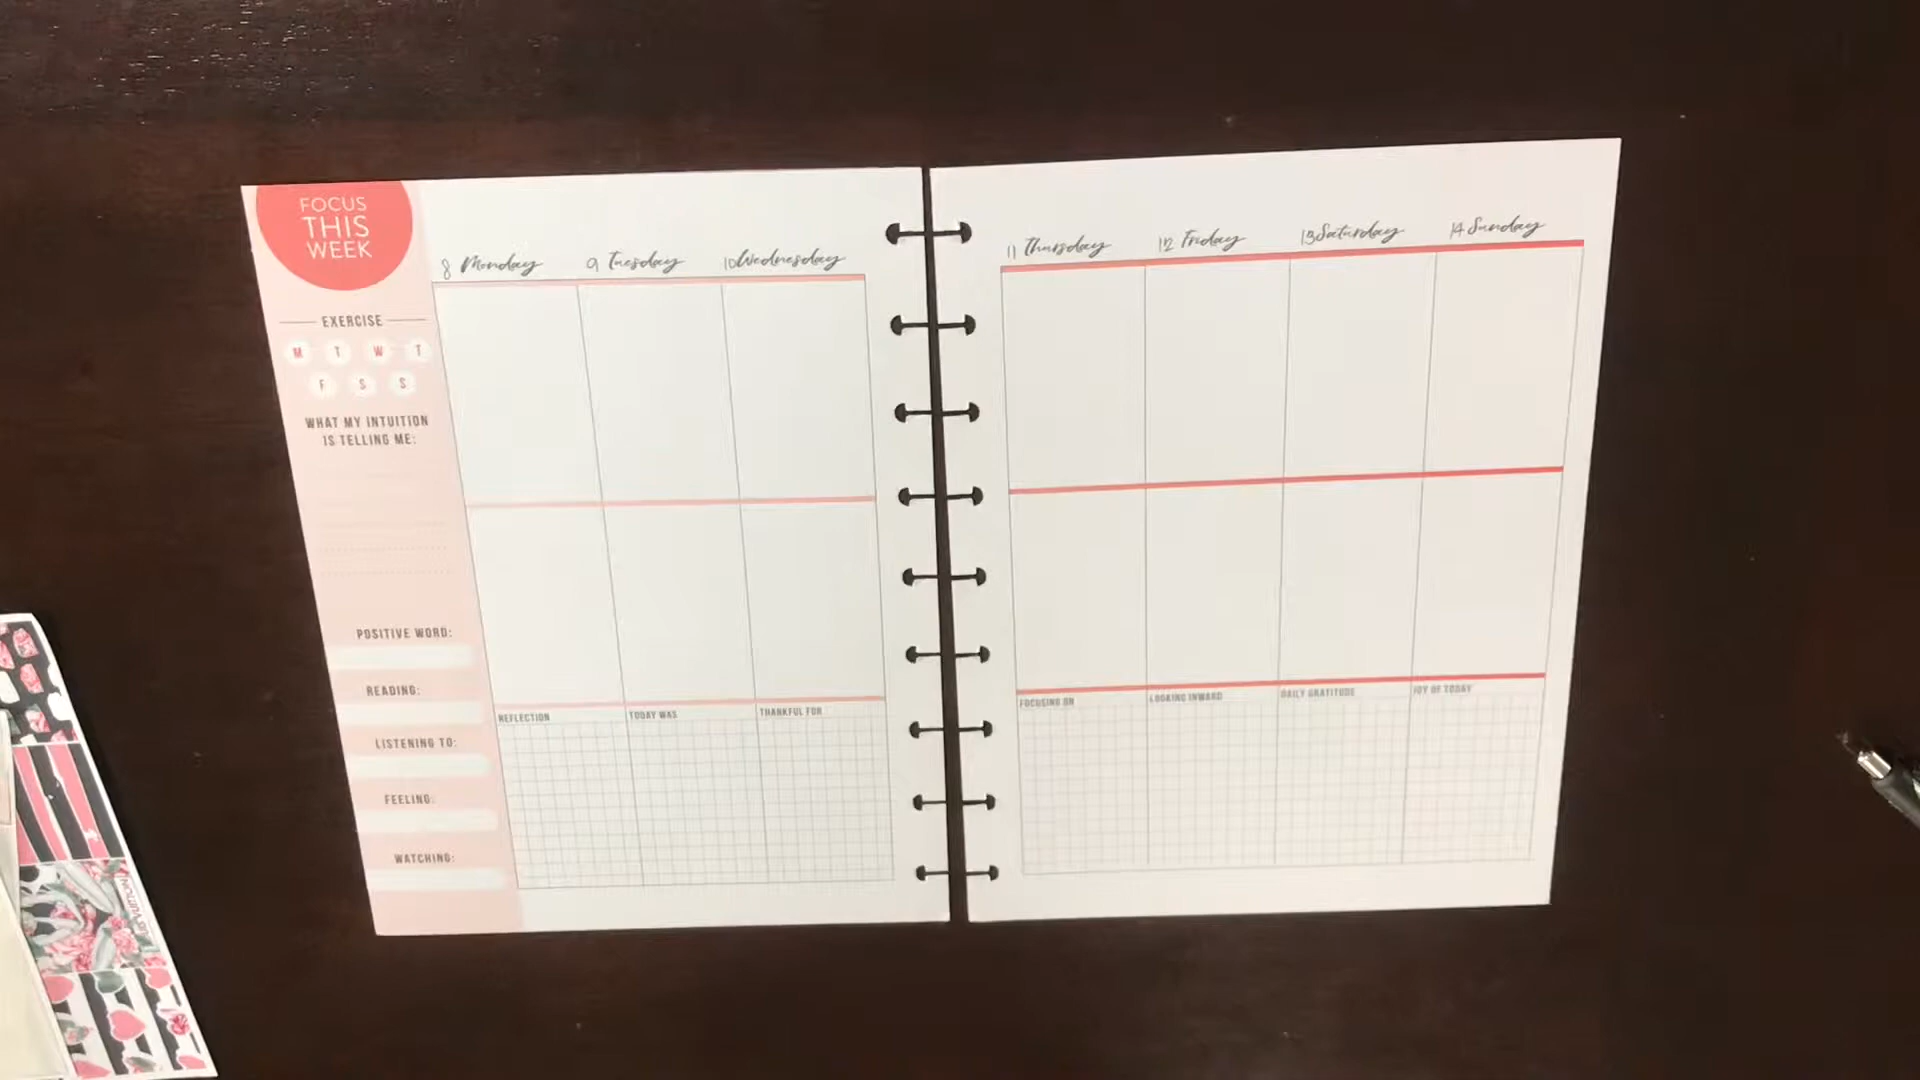 FOCUS
THIS
WEEK
EXERCISE
M T W T
F S S
WHAT MY INTUITION
IS TELLING ME:
POSITIVE WORD:
READING:
LISTENING TO:
FEELING:
WATCHING:
8 Monday 9 Tuesday 10 Wednesday
REFLECTION TODAY WAS THANKFUL FOR
11 Thursday 12 Friday 13 Saturday 14 Sunday
FOCUSING ON LOOKING INWARD DAILY GRATITUDE JOY OF TODAY